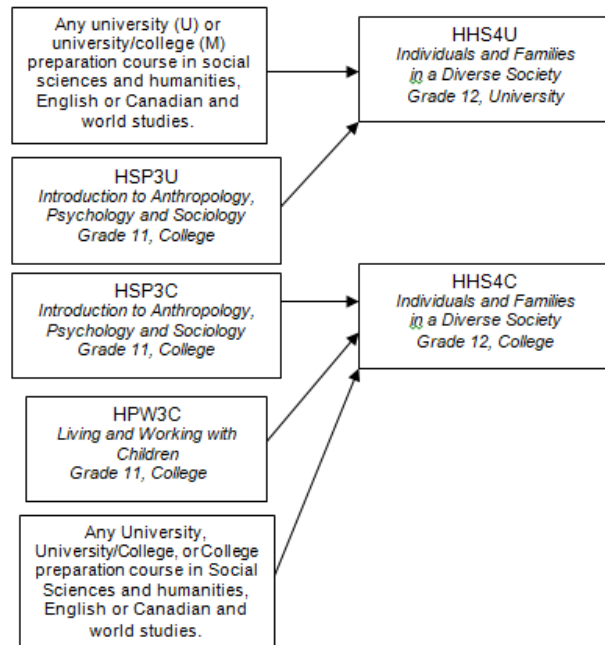 Any university (U) or
university/college (M)
preparation course in social
sciences and humanities,
English or Canadian and
world studies.
HHS4U
Individuals and Families
in a Diverse Society
Grade 12, University
HSP3U
Introduction to Anthropology,
Psychology and Sociology
Grade 11, College
HSP3C
Introduction to Anthropology,
Psychology and Sociology
Grade 11, College
HHS4C
Individuals and Families
in a Diverse Society
Grade 12, College
HPW3C
Living and Working with
Children
Grade 11, College
Any University,
University/College, or College
preparation course in Social
Sciences and humanities,
English or Canadian and
world studies.